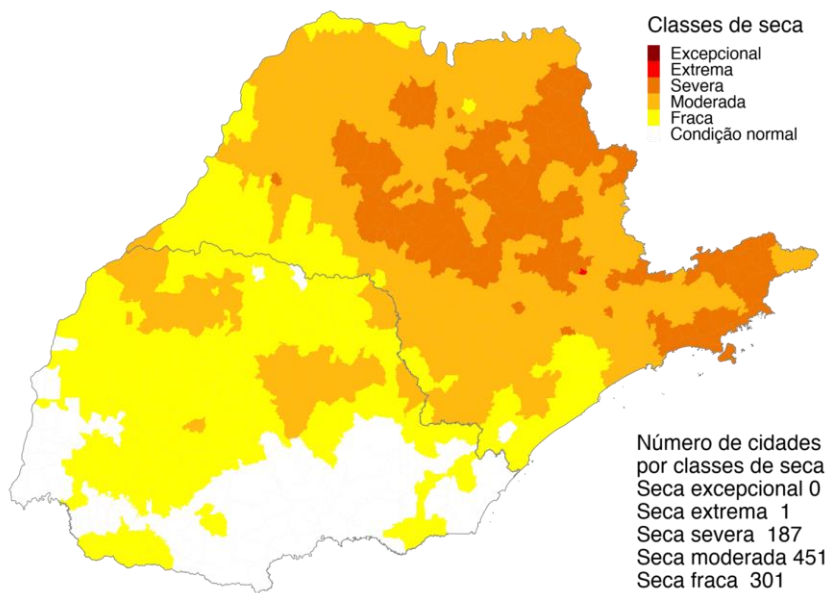 Classes de seca
Excepcional
Extrema
Severa
Moderada
Fraca
Condição normal
Número de cidades
por classes de seca
Seca excepcional 0
Seca extrema 1
Seca severa 187
Seca moderada 451
Seca fraca 301